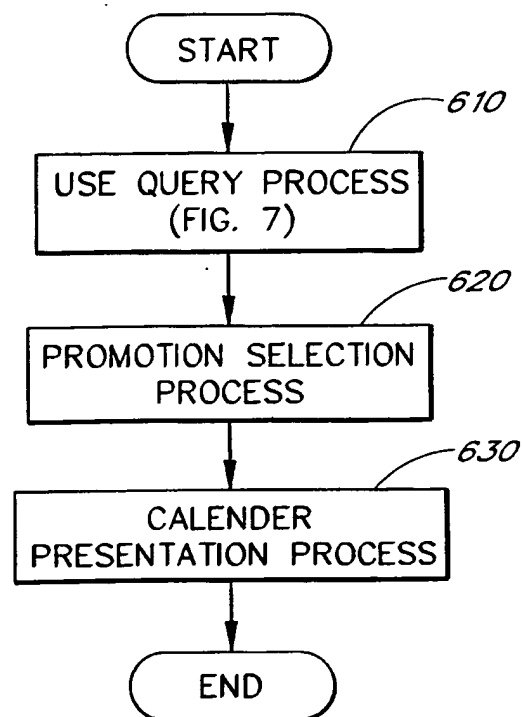 START
610
USE QUERY PROCESS
(FIG. 7)
620
PROMOTION SELECTION
PROCESS
630
CALENDER
PRESENTATION PROCESS
END